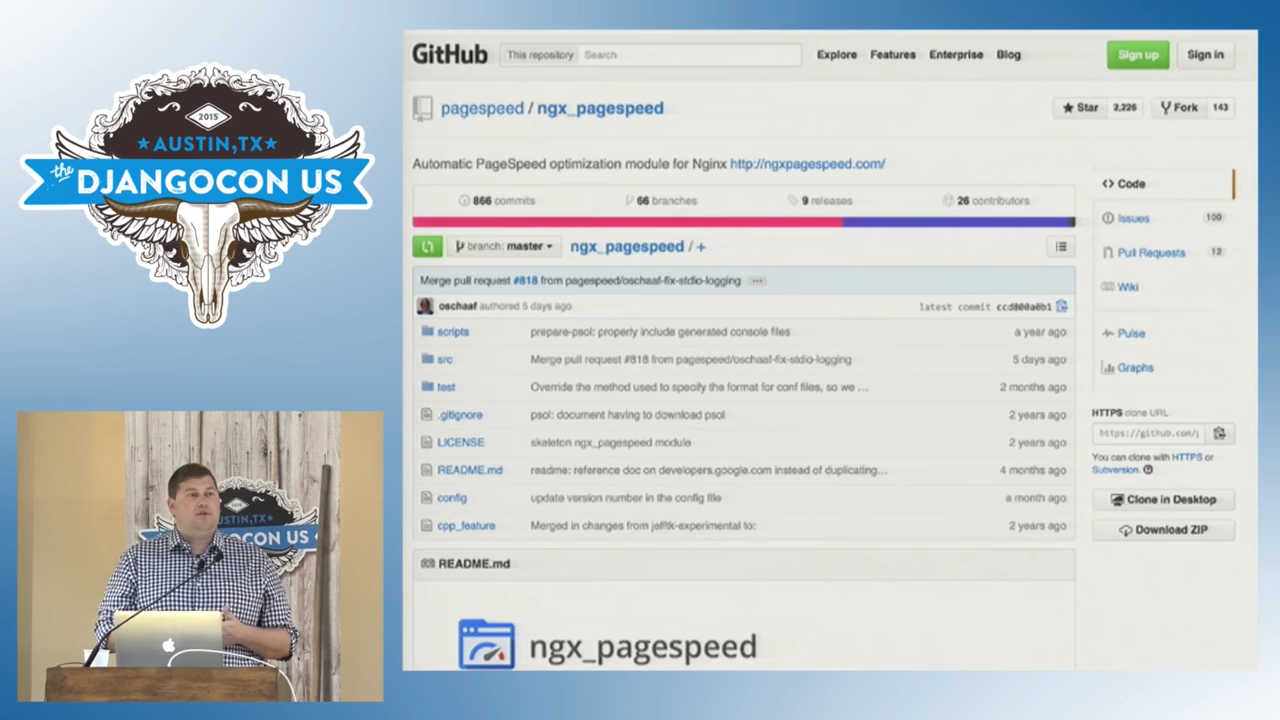 2015
AUSTIN,TX
the
DJANGOCON US
GitHub This repository Search Explore Features Enterprise Blog Sign up Sign in
pagespeed / ngx_pagespeed Star 2,226 Fork 143
Automatic PageSpeed optimization module for Nginx http://ngxpagespeed.com/
866 commits 66 branches 9 releases 26 contributors
branch: master ngx_pagespeed / +
Merge pull request #818 from pagespeed/oschaaf-fix-stdio-logging ...
oschaaf authored 5 days ago latest commit ccd800a0b1
scripts prepare-psol: properly include generated console files a year ago
src Merge pull request #818 from pagespeed/oschaaf-fix-stdio-logging 5 days ago
test Override the method used to specify the format for conf files, so we ... 2 months ago
.gitignore psol: document having to download psol 2 years ago
LICENSE skeleton ngx_pagespeed module 2 years ago
README.md readme: reference doc on developers.google.com instead of duplicating... 4 months ago
config update version number in the config file a month ago
cpp_feature Merged in changes from jefftk-experimental to: 2 years ago
README.md
ngx_pagespeed
Code
Issues 100
Pull Requests 12
Wiki
Pulse
Graphs
HTTPS clone URL
https://github.com/
You can clone with HTTPS or
Subversion.
Clone in Desktop
Download ZIP
STIN,TX
OCON US